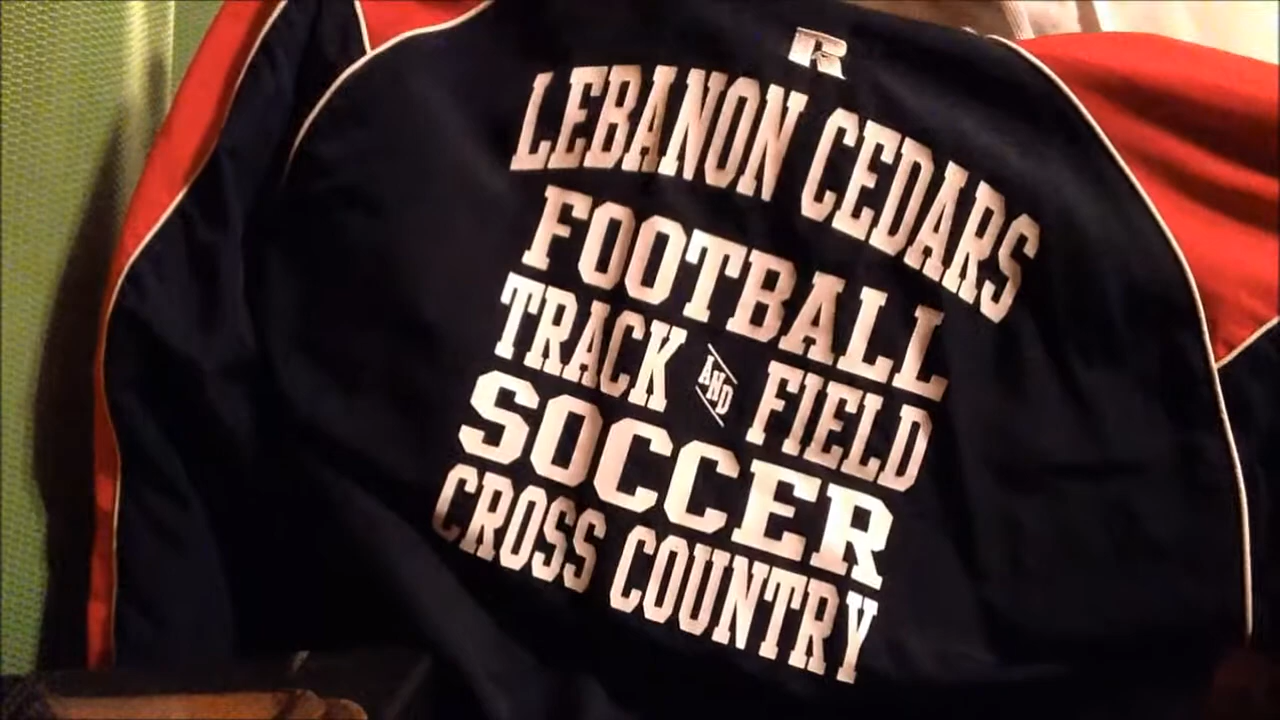 R
LEBANON CEDARS
FOOTBALL
TRACK AND FIELD
SOCCER
CROSS COUNTRY